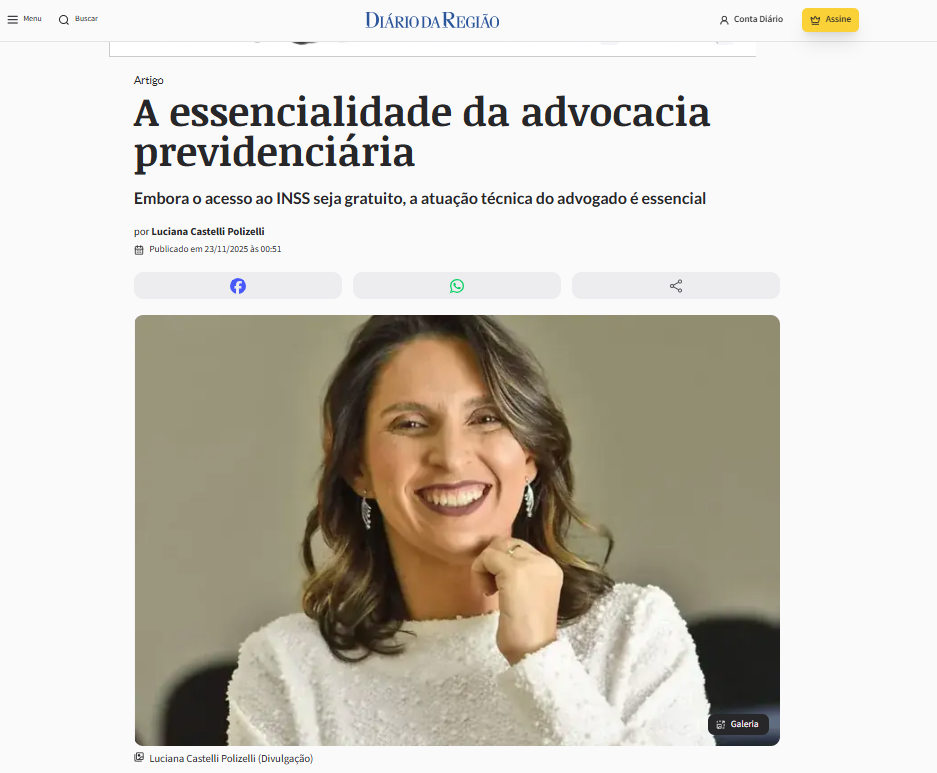 Menu
Buscar
DIÁRIO DA REGIÃO
Conta Diário
Assine
Artigo
A essencialidade da advocacia
previdenciária
Embora o acesso ao INSS seja gratuito, a atuação técnica do advogado é essencial
por Luciana Castelli Polizelli
Publicado em 23/11/2025 às 00:51
Galeria
Luciana Castelli Polizelli (Divulgação)